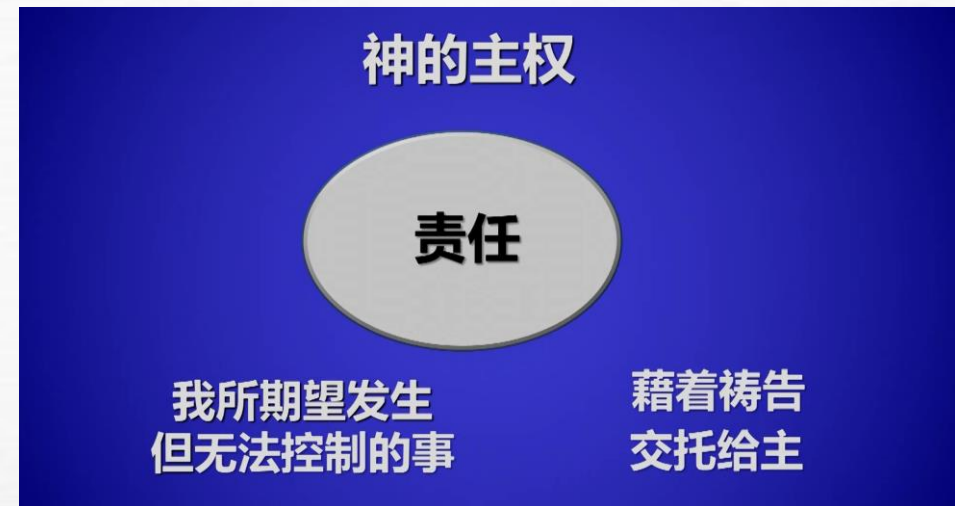 神的主权
责任
我所期望发生
但无法控制的事
藉着祷告
交托给主